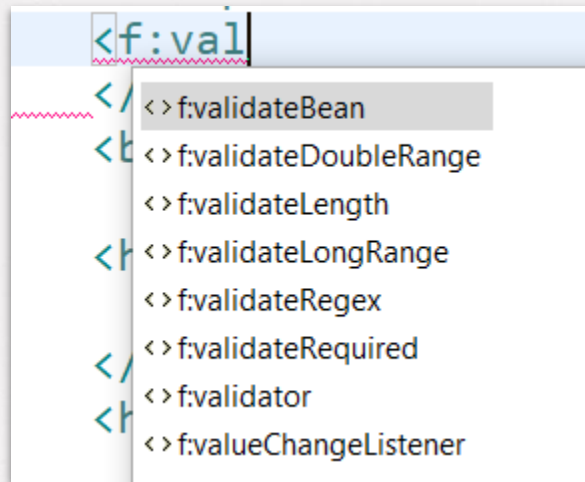 <f:val
</
<> f:validateBean
<b
<> f:validateDoubleRange
<> f:validateLength
<h
<> f:validateLongRange
<> f:validateRegex
</
<> f:validateRequired
<> f:validator
<h
<> f:valueChangeListener